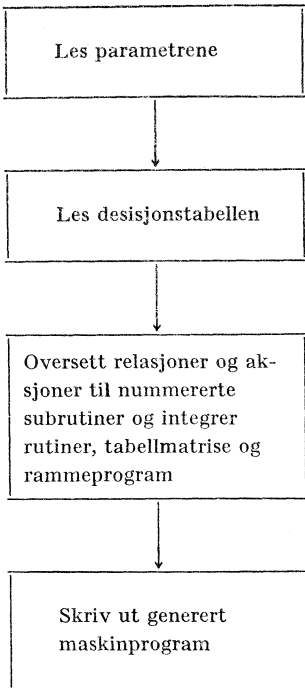 Les parametrene
Les desisjonstabellen
Oversett relasjoner og ak-
sjoner til nummererte
subrutiner og integrer
rutiner, tabellmatrise og
rammeprogram
Skriv ut generert
maskinprogram